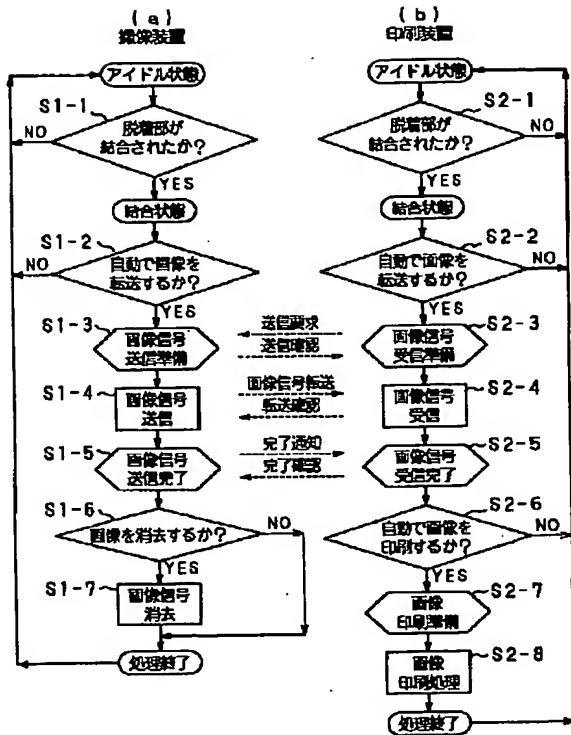 (a)
撮像装置
アイドル状態
S1-1
脱着部が
結合されたか?
NO
YES
結合状態
S1-2
自動で画像を
転送するか?
NO
YES
S1-3
画像信号
送信準備
S1-4
画像信号
送信
S1-5
画像信号
送信完了
S1-6
画像を消去するか?
NO
YES
S1-7
画像信号
消去
処理終了
送信要求
送信確認
画像信号転送
転送確認
完了通知
完了確認
(b)
印刷装置
アイドル状態
S2-1
脱着部が
結合されたか?
NO
YES
結合状態
S2-2
自動で画像を
転送するか?
NO
YES
S2-3
画像信号
受信準備
S2-4
画像信号
受信
S2-5
画像信号
受信完了
S2-6
自動で画像を
印刷するか?
NO
YES
S2-7
画像
印刷準備
S2-8
画像
印刷処理
処理終了